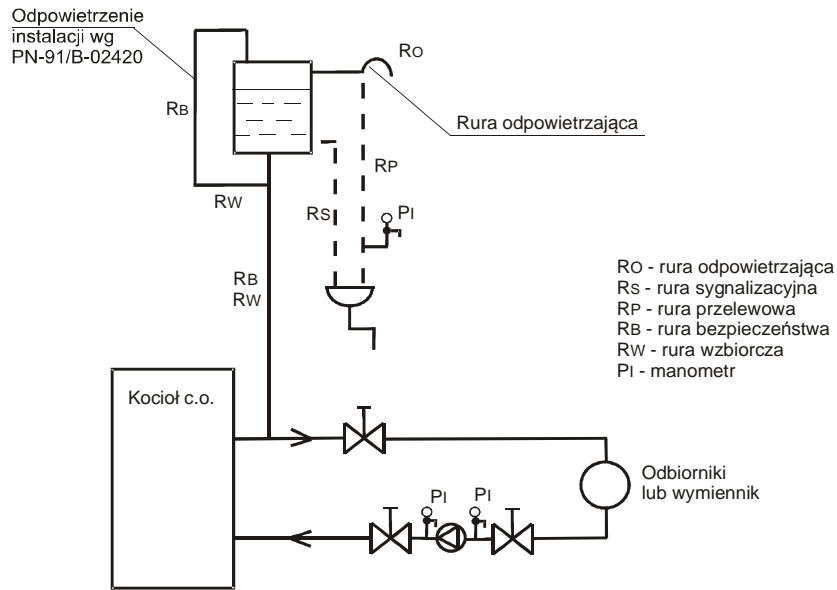 Odpowietrzenie
instalacji wg
PN-91/B-02420
RO
RB
Rura odpowietrzająca
RP
RW
RS
PI
RB
RW
RO - rura odpowietrzająca
RS - rura sygnalizacyjna
RP - rura przelewowa
RB - rura bezpieczeństwa
RW - rura wzbiorcza
PI - manometr
Kocioł c.o.
Odbiorniki
lub wymiennik
PI
PI